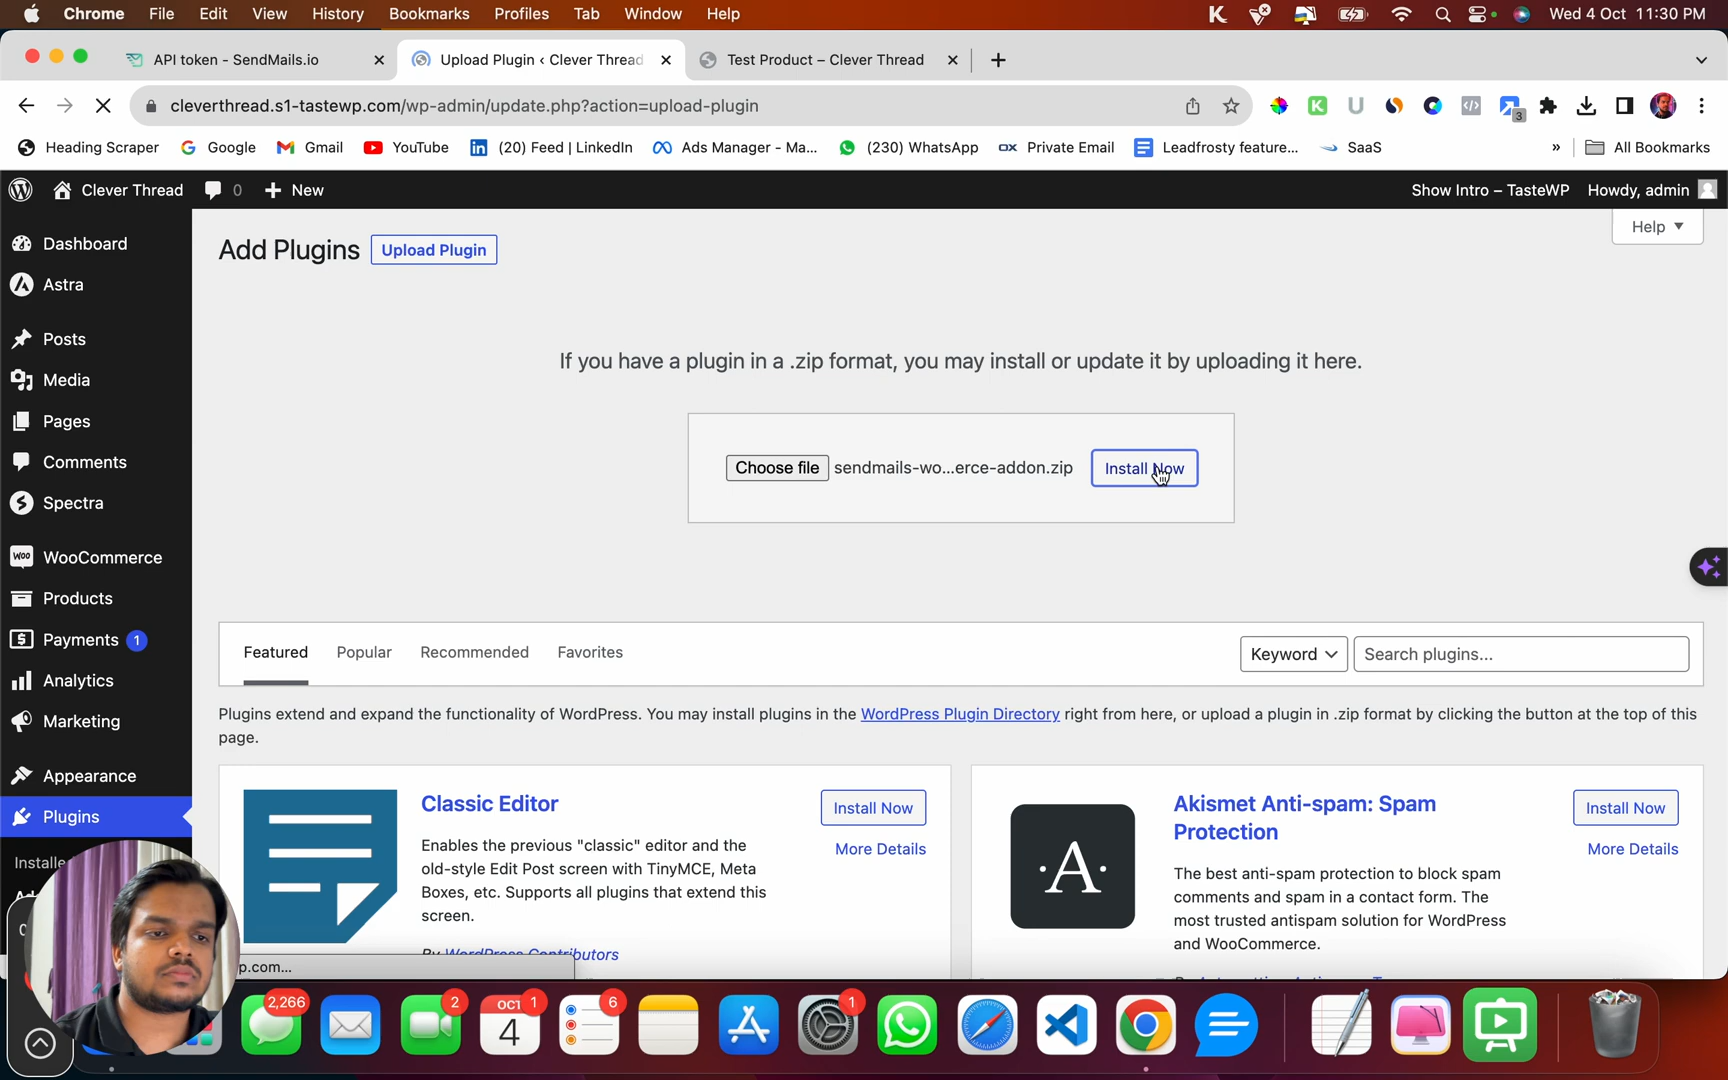 Chrome File Edit View History Bookmarks Profiles Tab Window Help Wed 4 Oct 11:30 PM
API token - SendMails.io
Upload Plugin ‹ Clever Thread
Test Product – Clever Thread
cleverthread.s1-tastewp.com/wp-admin/update.php?action=upload-plugin
3
Heading Scraper Google Gmail YouTube (20) Feed | LinkedIn Ads Manager - Ma... (230) WhatsApp Private Email Leadfrosty feature... SaaS » All Bookmarks
Clever Thread 0 + New Show Intro – TasteWP Howdy, admin
Help
Dashboard
Astra
Posts
Media
Pages
Comments
Spectra
WooCommerce
Products
Payments 1
Analytics
Marketing
Appearance
Plugins
Add Plugins Upload Plugin
If you have a plugin in a .zip format, you may install or update it by uploading it here.
Choose file sendmails-wo...erce-addon.zip Install Now
Featured Popular Recommended Favorites Keyword Search plugins...
Plugins extend and expand the functionality of WordPress. You may install plugins in the WordPress Plugin Directory right from here, or upload a plugin in .zip format by clicking the button at the top of this
page.
Classic Editor
Install Now
More Details
Enables the previous "classic" editor and the
old-style Edit Post screen with TinyMCE, Meta
Boxes, etc. Supports all plugins that extend this
screen.
By WordPress Contributors
Akismet Anti-spam: Spam
Protection
Install Now
More Details
The best anti-spam protection to block spam
comments and spam in a contact form. The
most trusted antispam solution for WordPress
and WooCommerce.
p.com...
2,266
2
OCT 1
4
6
1